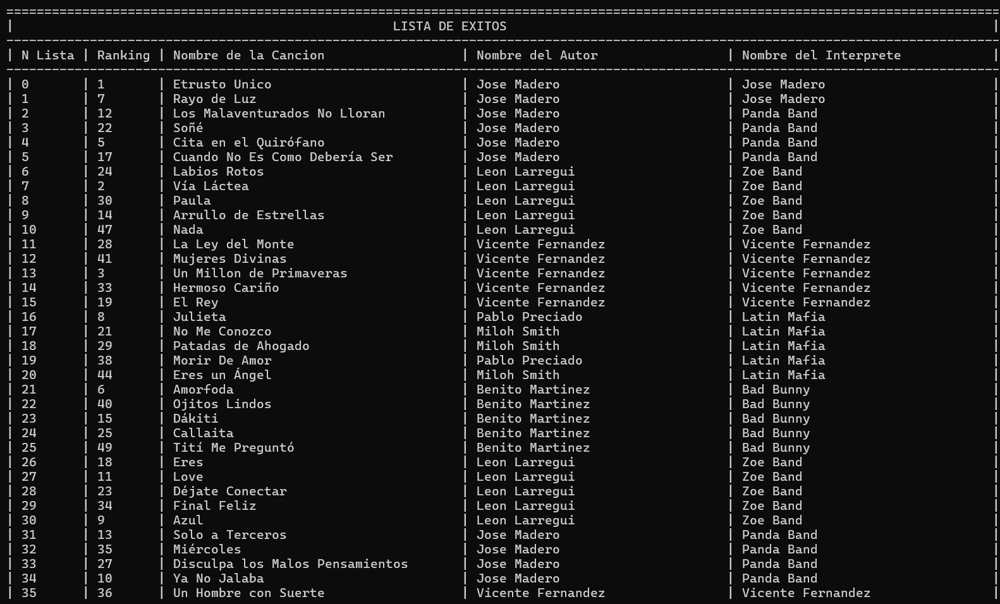 ====================================================================================================================================
| LISTA DE EXITOS |
------------------------------------------------------------------------------------------------------------------------------------
| N Lista | Ranking | Nombre de la Cancion | Nombre del Autor | Nombre del Interprete |
------------------------------------------------------------------------------------------------------------------------------------
| 0 | 1 | Etrusto Unico | Jose Madero | Jose Madero |
| 1 | 7 | Rayo de Luz | Jose Madero | Jose Madero |
| 2 | 12 | Los Malaventurados No Lloran | Jose Madero | Panda Band |
| 3 | 22 | Soñé | Jose Madero | Panda Band |
| 4 | 5 | Cita en el Quirófano | Jose Madero | Panda Band |
| 5 | 17 | Cuando No Es Como Debería Ser | Jose Madero | Panda Band |
| 6 | 24 | Labios Rotos | Leon Larregui | Zoe Band |
| 7 | 2 | Vía Láctea | Leon Larregui | Zoe Band |
| 8 | 30 | Paula | Leon Larregui | Zoe Band |
| 9 | 14 | Arrullo de Estrellas | Leon Larregui | Zoe Band |
| 10 | 47 | Nada | Leon Larregui | Zoe Band |
| 11 | 28 | La Ley del Monte | Vicente Fernandez | Vicente Fernandez |
| 12 | 41 | Mujeres Divinas | Vicente Fernandez | Vicente Fernandez |
| 13 | 3 | Un Millon de Primaveras | Vicente Fernandez | Vicente Fernandez |
| 14 | 33 | Hermoso Cariño | Vicente Fernandez | Vicente Fernandez |
| 15 | 19 | El Rey | Vicente Fernandez | Vicente Fernandez |
| 16 | 8 | Julieta | Pablo Preciado | Latin Mafia |
| 17 | 21 | No Me Conozco | Miloh Smith | Latin Mafia |
| 18 | 29 | Patadas de Ahogado | Miloh Smith | Latin Mafia |
| 19 | 38 | Morir De Amor | Pablo Preciado | Latin Mafia |
| 20 | 44 | Eres un Ángel | Miloh Smith | Latin Mafia |
| 21 | 6 | Amorfoda | Benito Martinez | Bad Bunny |
| 22 | 40 | Ojitos Lindos | Benito Martinez | Bad Bunny |
| 23 | 15 | Dákiti | Benito Martinez | Bad Bunny |
| 24 | 25 | Callaita | Benito Martinez | Bad Bunny |
| 25 | 49 | Tití Me Preguntó | Benito Martinez | Bad Bunny |
| 26 | 18 | Eres | Leon Larregui | Zoe Band |
| 27 | 11 | Love | Leon Larregui | Zoe Band |
| 28 | 23 | Déjate Conectar | Leon Larregui | Zoe Band |
| 29 | 34 | Final Feliz | Leon Larregui | Zoe Band |
| 30 | 9 | Azul | Leon Larregui | Zoe Band |
| 31 | 13 | Solo a Terceros | Jose Madero | Panda Band |
| 32 | 35 | Miércoles | Jose Madero | Panda Band |
| 33 | 27 | Disculpa los Malos Pensamientos | Jose Madero | Panda Band |
| 34 | 10 | Ya No Jalaba | Jose Madero | Panda Band |
| 35 | 36 | Un Hombre con Suerte | Vicente Fernandez | Vicente Fernandez |